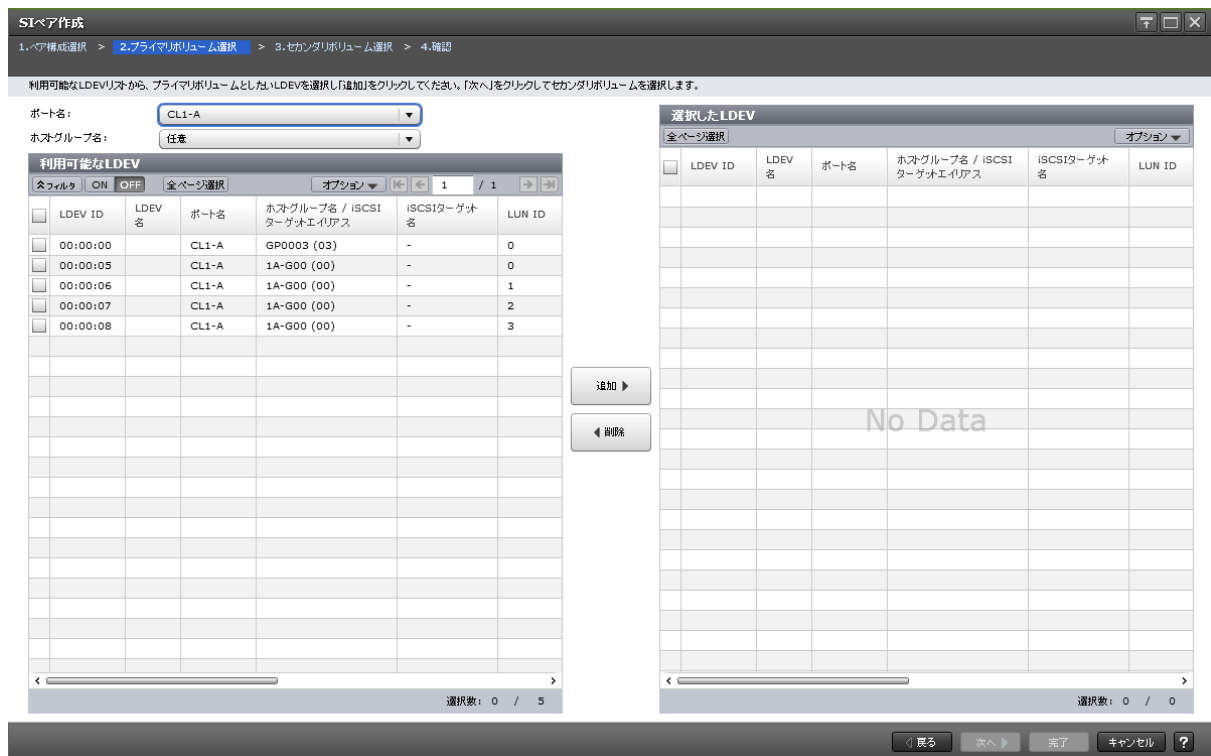 SIペア作成
1.ペア構成選択 > 2.プライマリボリューム選択 > 3.セカンダリボリューム選択 > 4.確認
利用可能なLDEVリストから、プライマリボリュームとしたいLDEVを選択し「追加」をクリックしてください。「次へ」をクリックしてセカンダリボリュームを選択します。
ポート名: CL1-A
ホストグループ名: 任意
利用可能なLDEV
フィルタ ON OFF 全ページ選択 オプション 1 / 1
LDEV ID LDEV名 ポート名 ホストグループ名 / iSCSIターゲットエイリアス iSCSIターゲット名 LUN ID
00:00:00 CL1-A GP0003 (03) - 0
00:00:05 CL1-A 1A-G00 (00) - 0
00:00:06 CL1-A 1A-G00 (00) - 1
00:00:07 CL1-A 1A-G00 (00) - 2
00:00:08 CL1-A 1A-G00 (00) - 3
選択数: 0 / 5
追加
削除
選択したLDEV
全ページ選択 オプション
LDEV ID LDEV名 ポート名 ホストグループ名 / iSCSIターゲットエイリアス iSCSIターゲット名 LUN ID
No Data
選択数: 0 / 0
戻る 次へ 完了 キャンセル ?